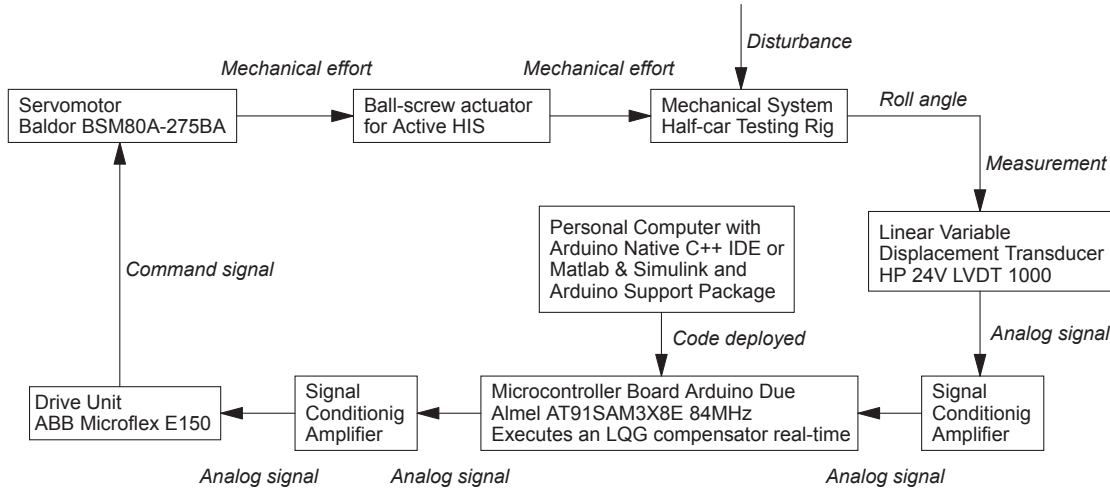 Disturbance
Mechanical effort
Mechanical effort
Servomotor
Baldor BSM80A-275BA
Ball-screw actuator
for Active HIS
Mechanical System
Half-car Testing Rig
Roll angle
Measurement
Personal Computer with
Arduino Native C++ IDE or
Matlab & Simulink and
Arduino Support Package
Linear Variable
Displacement Transducer
HP 24V LVDT 1000
Command signal
Code deployed
Analog signal
Drive Unit
ABB Microflex E150
Signal
Conditionig
Amplifier
Microcontroller Board Arduino Due
Almel AT91SAM3X8E 84MHz
Executes an LQG compensator real-time
Signal
Conditionig
Amplifier
Analog signal
Analog signal
Analog signal